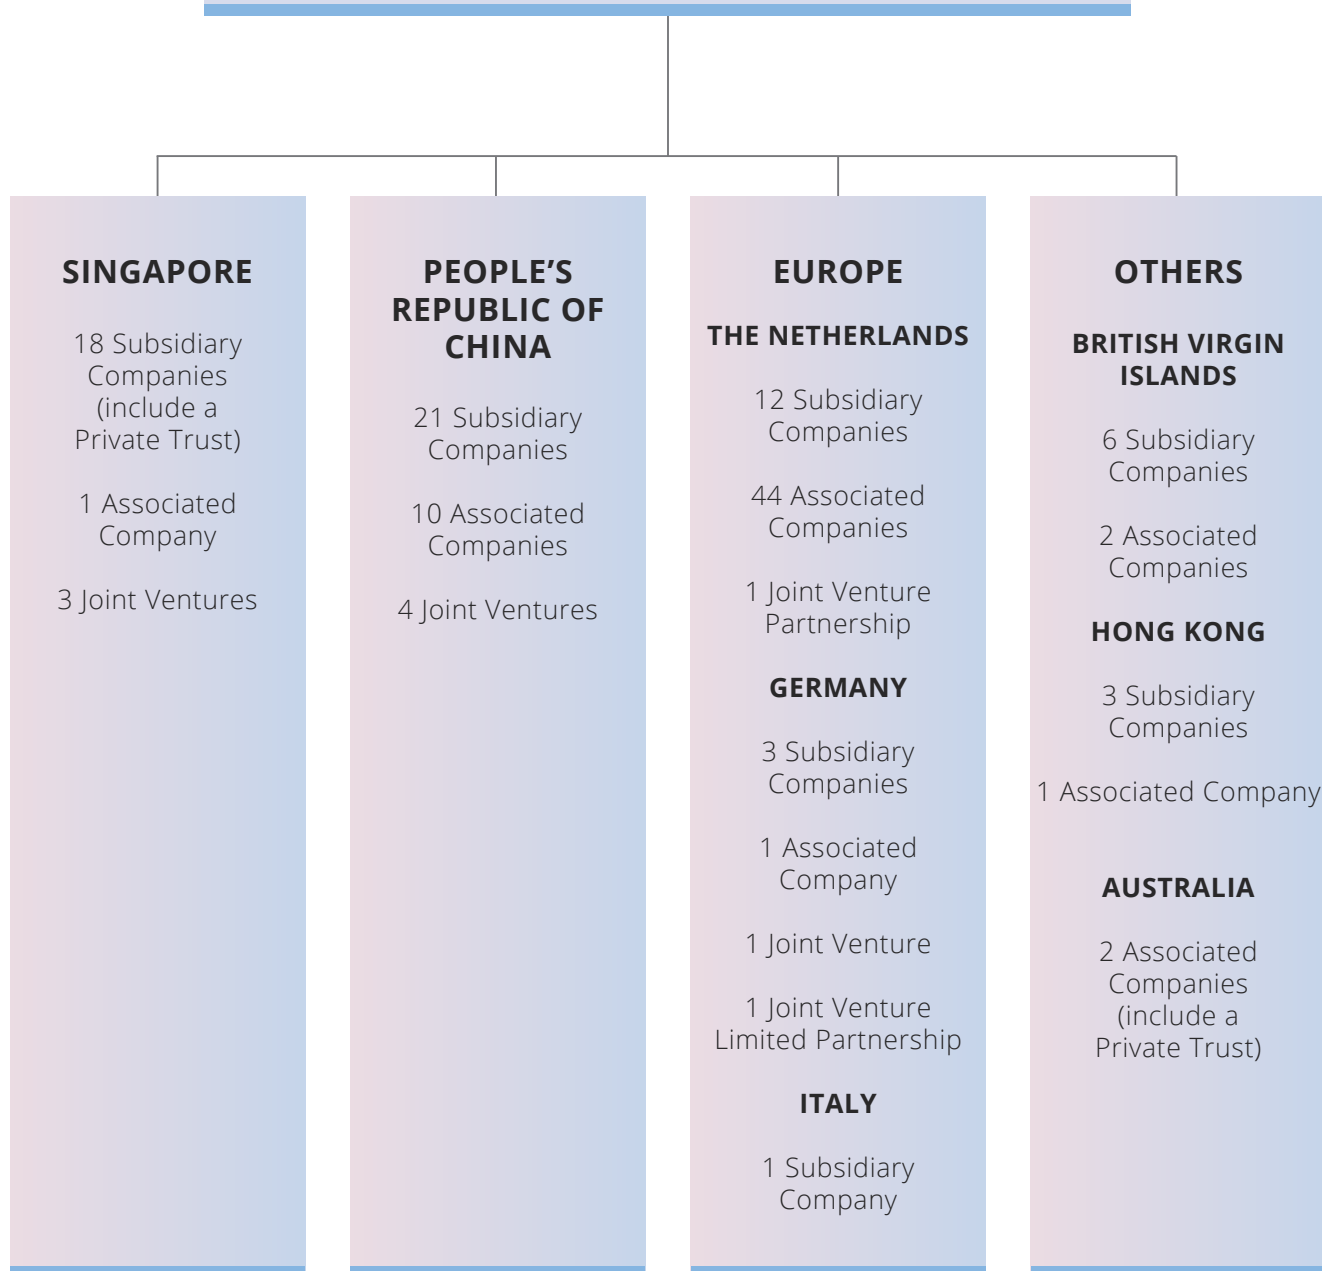 SINGAPORE
18 Subsidiary
Companies
(include a
Private Trust)
1 Associated
Company
3 Joint Ventures
PEOPLE’S
REPUBLIC OF
CHINA
21 Subsidiary
Companies
10 Associated
Companies
4 Joint Ventures
EUROPE
THE NETHERLANDS
12 Subsidiary
Companies
44 Associated
Companies
1 Joint Venture
Partnership
GERMANY
3 Subsidiary
Companies
1 Associated
Company
1 Joint Venture
1 Joint Venture
Limited Partnership
ITALY
1 Subsidiary
Company
OTHERS
BRITISH VIRGIN
ISLANDS
6 Subsidiary
Companies
2 Associated
Companies
HONG KONG
3 Subsidiary
Companies
1 Associated Company
AUSTRALIA
2 Associated
Companies
(include a
Private Trust)